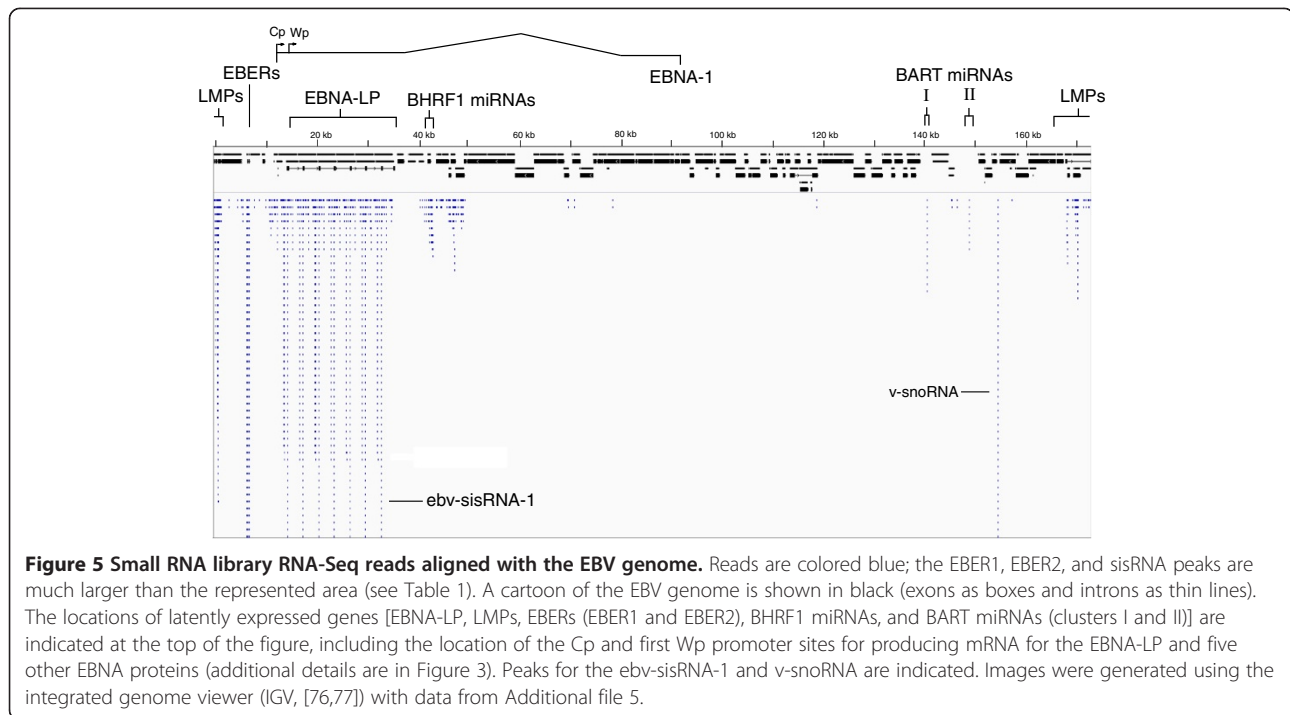 Cp Wp
EBERs
EBNA-1
BART miRNAs
LMPs
EBNA-LP
BHRF1 miRNAs
I
II
LMPs
20 kb
40 kb
60 kb
80 kb
100 kb
120 kb
140 kb
160 kb
v-snoRNA
ebv-sisRNA-1
Figure 5 Small RNA library RNA-Seq reads aligned with the EBV genome. Reads are colored blue; the EBER1, EBER2, and sisRNA peaks are
much larger than the represented area (see Table 1). A cartoon of the EBV genome is shown in black (exons as boxes and introns as thin lines).
The locations of latently expressed genes [EBNA-LP, LMPs, EBERs (EBER1 and EBER2), BHRF1 miRNAs, and BART miRNAs (clusters I and II)] are
indicated at the top of the figure, including the location of the Cp and first Wp promoter sites for producing mRNA for the EBNA-LP and five
other EBNA proteins (additional details are in Figure 3). Peaks for the ebv-sisRNA-1 and v-snoRNA are indicated. Images were generated using the
integrated genome viewer (IGV, [76,77]) with data from Additional file 5.